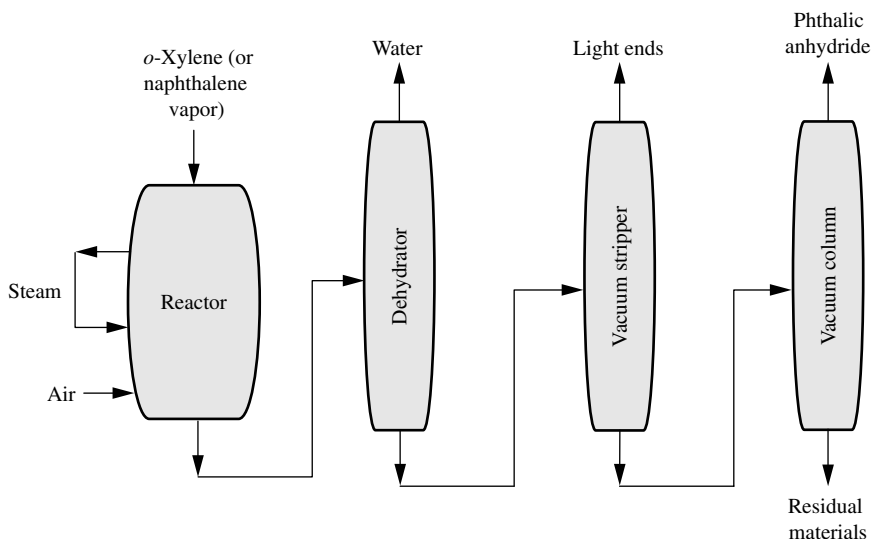 o-Xylene (or
naphthalene
vapor)
Water
Light ends
Phthalic
anhydride
Steam
Reactor
Air
Dehydrator
Vacuum stripper
Vacuum column
Residual
materials